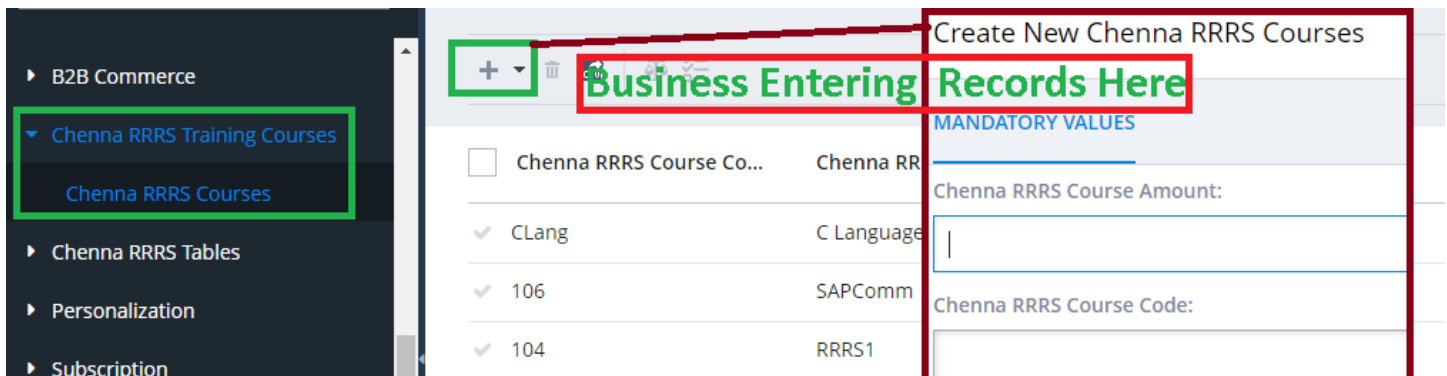 B2B Commerce
Chenna RRRS Training Courses
Chenna RRRS Courses
Chenna RRRS Tables
Personalization
Subscription
Business Entering Records Here
Chenna RRRS Course Co... Chenna RR
CLang C Language
106 SAPComm
104 RRRS1
Create New Chenna RRRS Courses
MANDATORY VALUES
Chenna RRRS Course Amount:
Chenna RRRS Course Code: